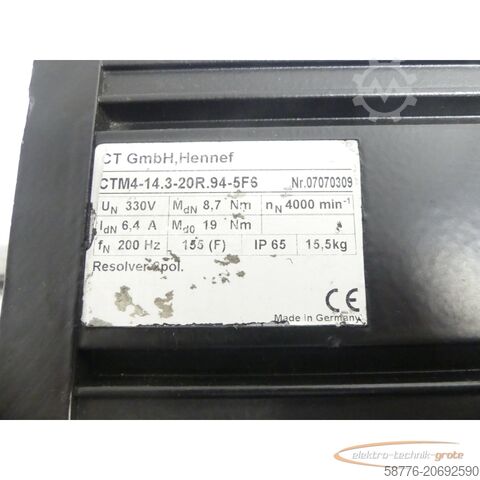 CT GmbH,Hennef
CTM4-14.3-20R.94-5FS Nr.07070309
UN 330V MdN 8,7 Nm nN 4000 min-1
IdN 6,4 A Md0 19 Nm
fN 200 Hz 155 (F) IP 65 15,5kg
Resolver 2pol.
CE
Made in Germany
elektro-technik-grote
58776-20692590